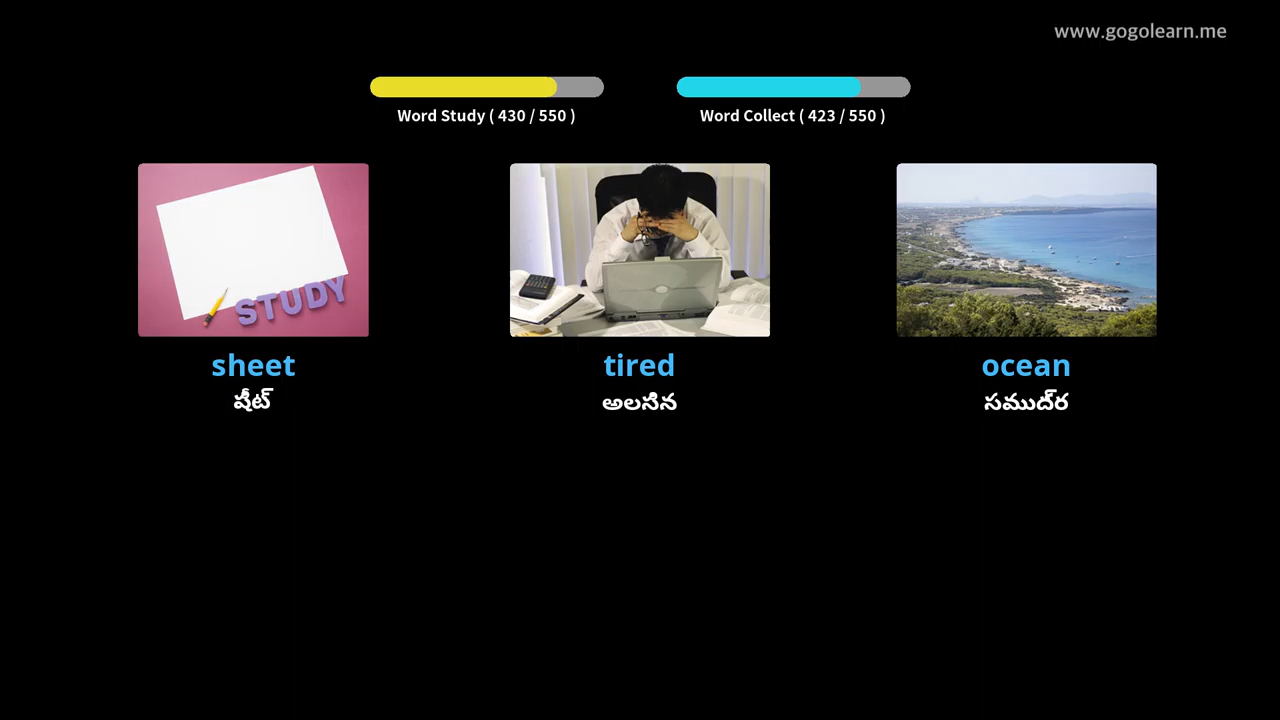 www.gogolearn.me
Word Study ( 430 / 550 )
Word Collect ( 423 / 550 )
STUDY
sheet
tired
ocean
షీట్
అలసిన
సముద్ర